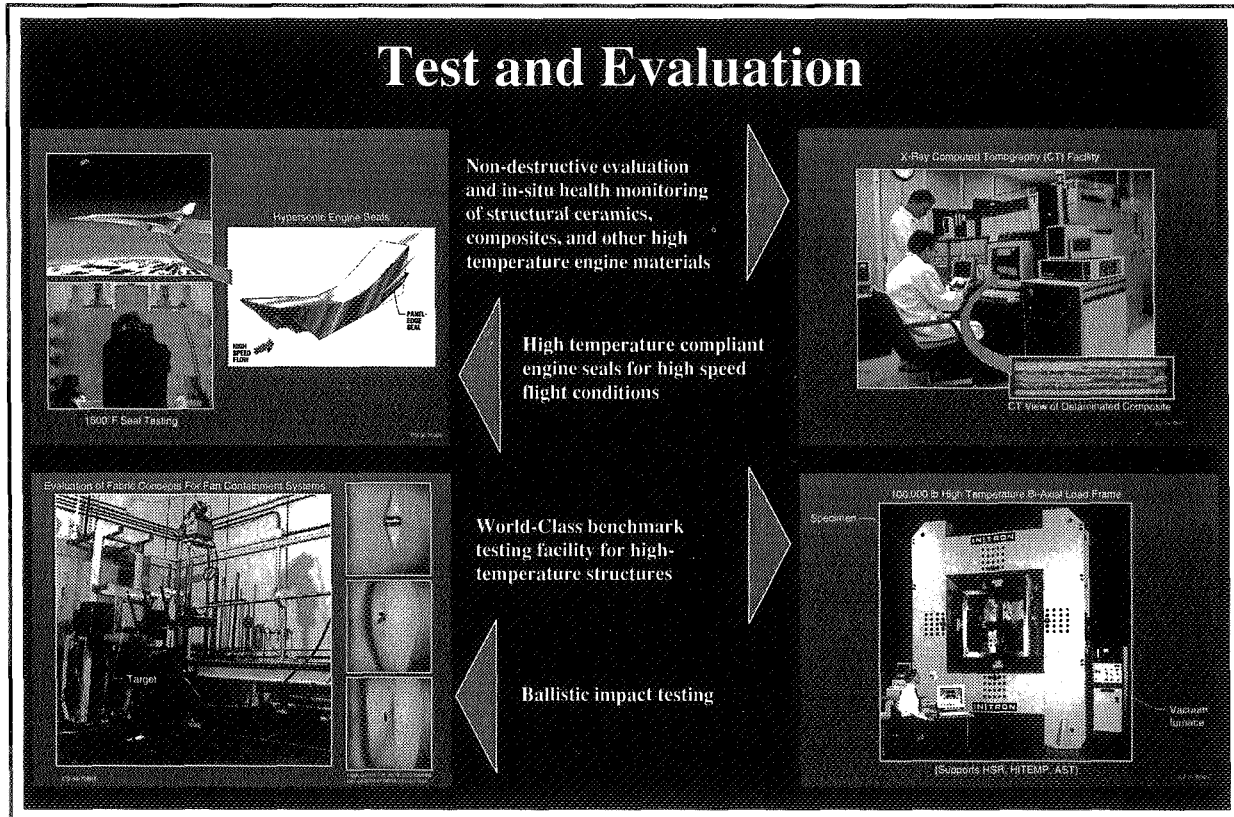 Test and Evaluation
Hypersonic Engine Seals
PANEL-
EDGE
SEAL
HIGH
SPEED
FLOW
1500°F Seal Testing
Non-destructive evaluation
and in-situ health monitoring
of structural ceramics,
composites, and other high
temperature engine materials
X-Ray Computed Tomography (CT) Facility
CT View of Delaminated Composite
High temperature compliant
engine seals for high speed
flight conditions
Evaluation of Fabric Concepts For Fan Containment Systems
Target
World-Class benchmark
testing facility for high-
temperature structures
100,000 lb High Temperature Bi-Axial Load Frame
Specimen
INSTRON
INSTRON
Vacuum
furnace
[Supports HSR, HITEMP, AST]
Ballistic impact testing